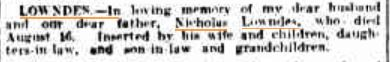 LOWNDES.—In loving memory of my dear husband
and our dear father, Nicholas Lowndes, who died
August 16. Inserted by his wife and children, daugh-
ters-in law, and son-in-law and grandchildren.